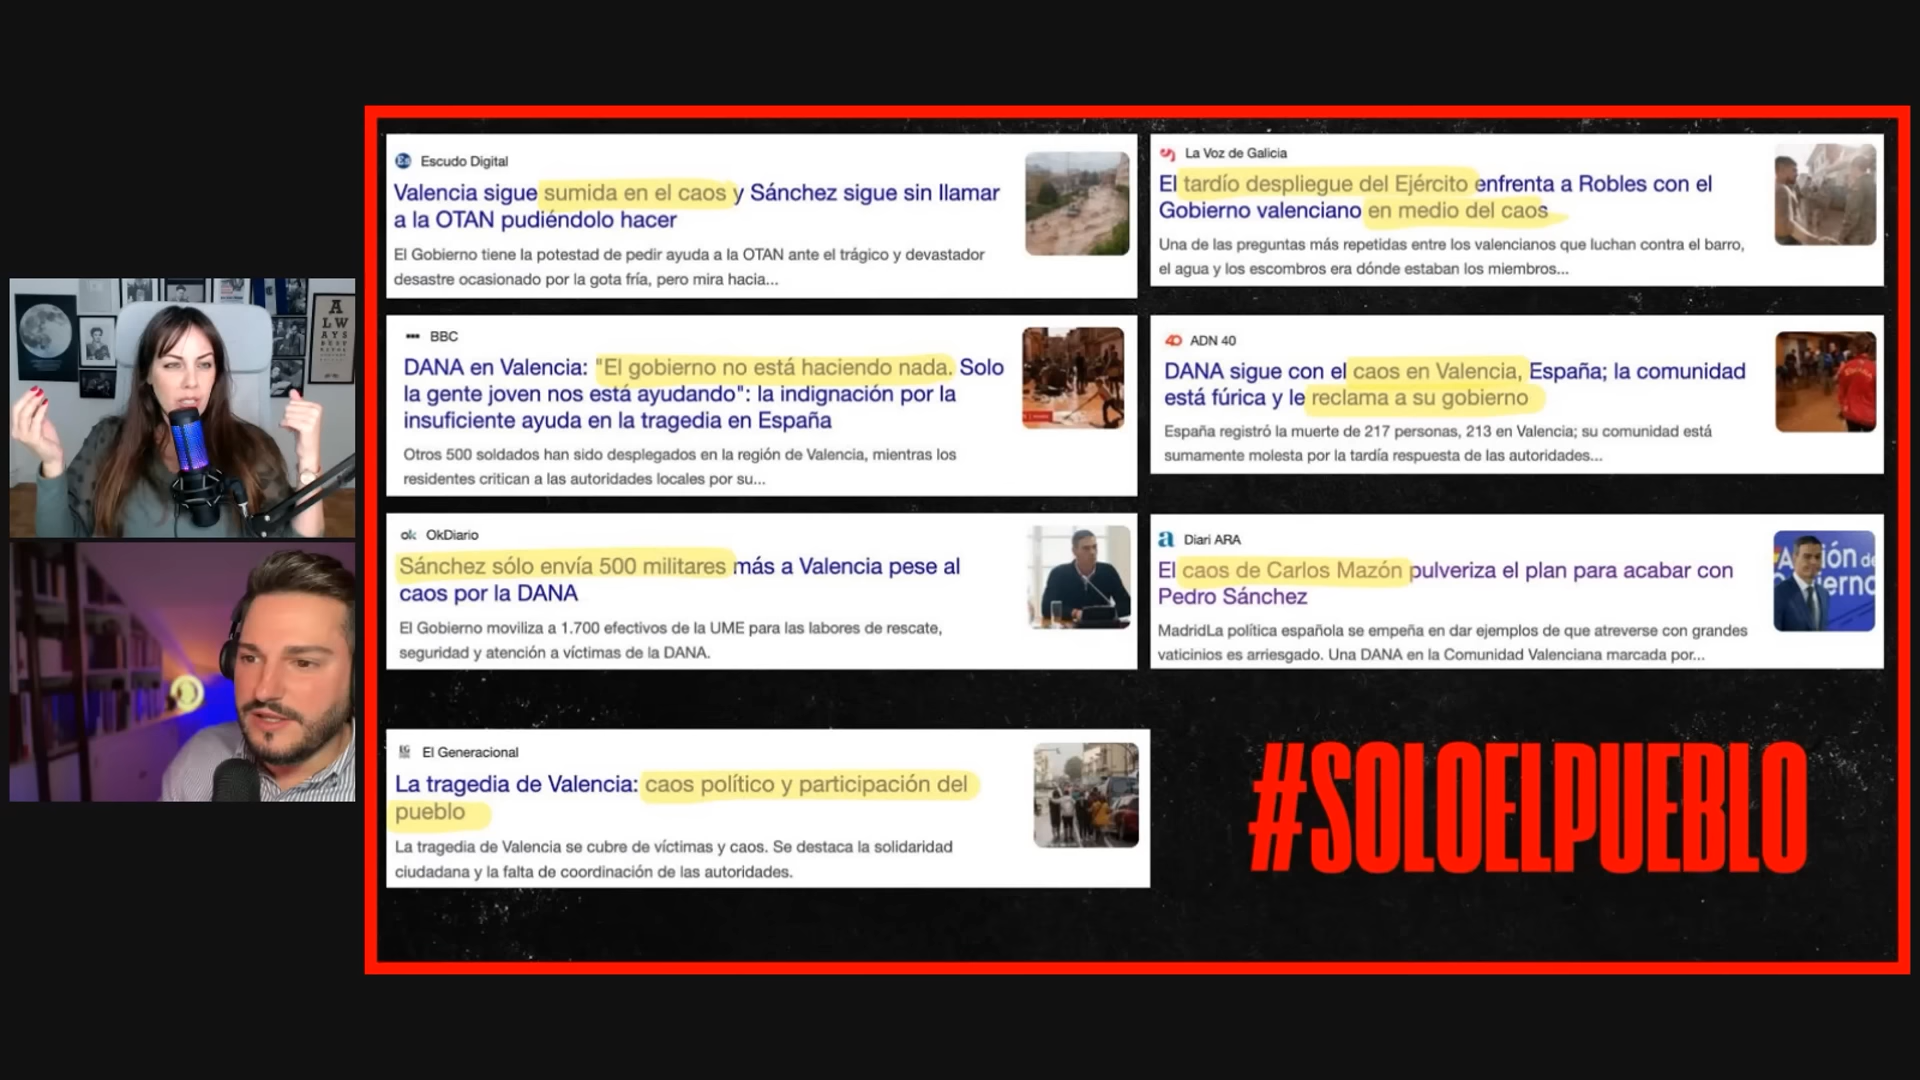 Escudo Digital
Valencia sigue sumida en el caos y Sánchez sigue sin llamar
a la OTAN pudiéndolo hacer
El Gobierno tiene la potestad de pedir ayuda a la OTAN ante el trágico y devastador
desastre ocasionado por la gota fría, pero mira hacia...
La Voz de Galicia
El tardío despliegue del Ejército enfrenta a Robles con el
Gobierno valenciano en medio del caos
Una de las preguntas más repetidas entre los valencianos que luchan contra el barro,
el agua y los escombros era dónde estaban los miembros...
BBC
DANA en Valencia: "El gobierno no está haciendo nada. Solo
la gente joven nos está ayudando": la indignación por la
insuficiente ayuda en la tragedia en España
Otros 500 soldados han sido desplegados en la región de Valencia, mientras los
residentes critican a las autoridades locales por su...
40 ADN 40
DANA sigue con el caos en Valencia, España; la comunidad
está fúrica y le reclama a su gobierno
España registró la muerte de 217 personas, 213 en Valencia; su comunidad está
sumamente molesta por la tardía respuesta de las autoridades...
ok OkDiario
Sánchez sólo envía 500 militares más a Valencia pese al
caos por la DANA
El Gobierno moviliza a 1.700 efectivos de la UME para las labores de rescate,
seguridad y atención a víctimas de la DANA.
a Diari ARA
El caos de Carlos Mazón pulveriza el plan para acabar con
Pedro Sánchez
MadridLa política española se empeña en dar ejemplos de que atreverse con grandes
vaticinios es arriesgado. Una DANA en la Comunidad Valenciana marcada por...
EG El Generacional
La tragedia de Valencia: caos político y participación del
pueblo
La tragedia de Valencia se cubre de víctimas y caos. Se destaca la solidaridad
ciudadana y la falta de coordinación de las autoridades.
#SOLOELPUEBLO
A
L W
A Y S